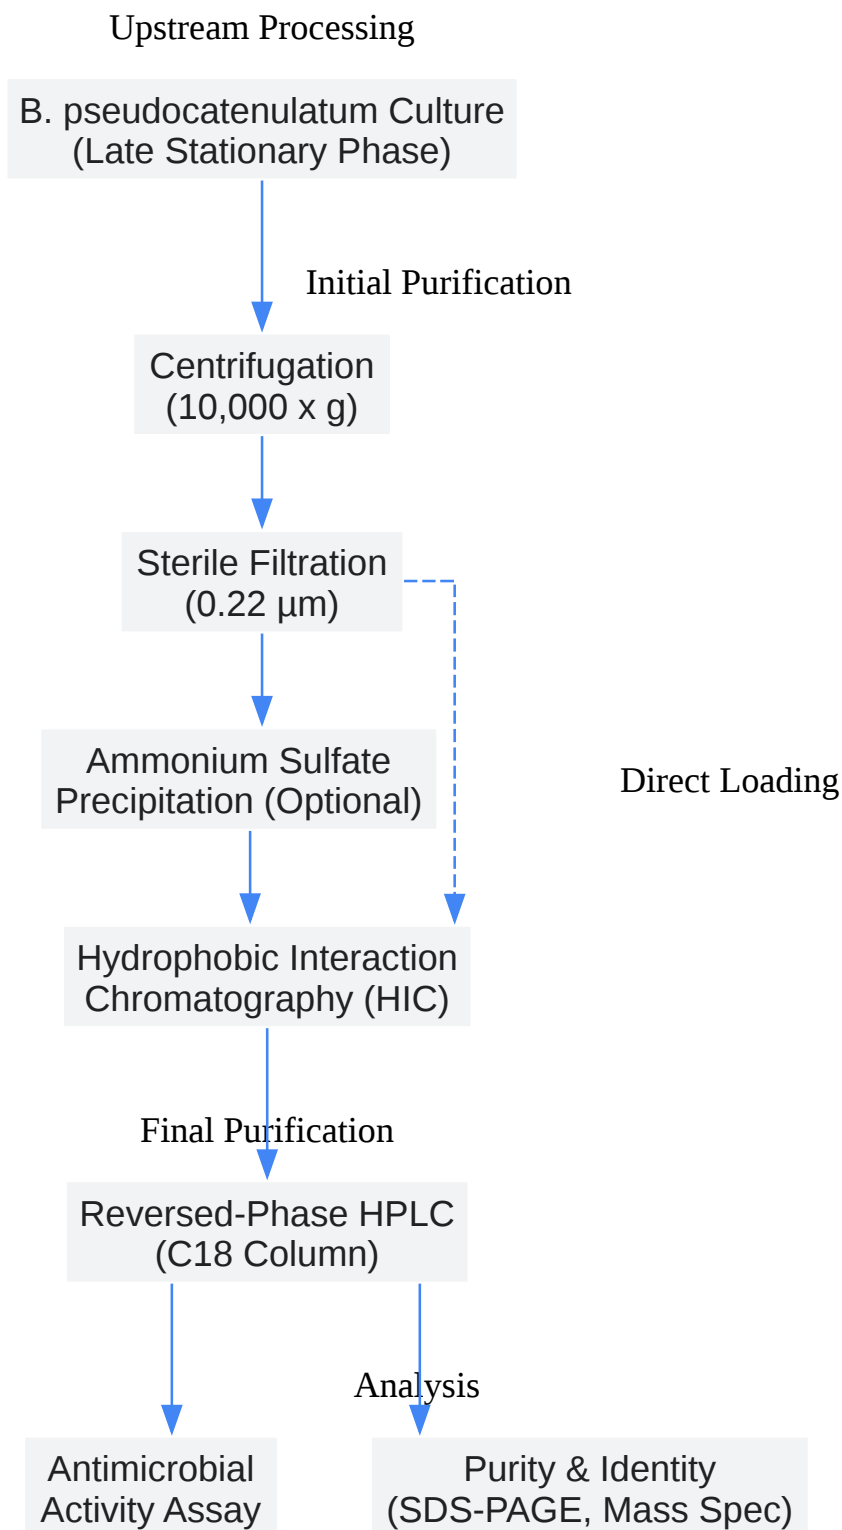 Upstream Processing
B. pseudocatenulatum Culture
(Late Stationary Phase)
Initial Purification
Centrifugation
(10,000 x g)
Sterile Filtration
(0.22 µm)
Ammonium Sulfate
Precipitation (Optional)
Direct Loading
Hydrophobic Interaction
Chromatography (HIC)
Final Purification
Reversed-Phase HPLC
(C18 Column)
Analysis
Antimicrobial
Activity Assay
Purity & Identity
(SDS-PAGE, Mass Spec)